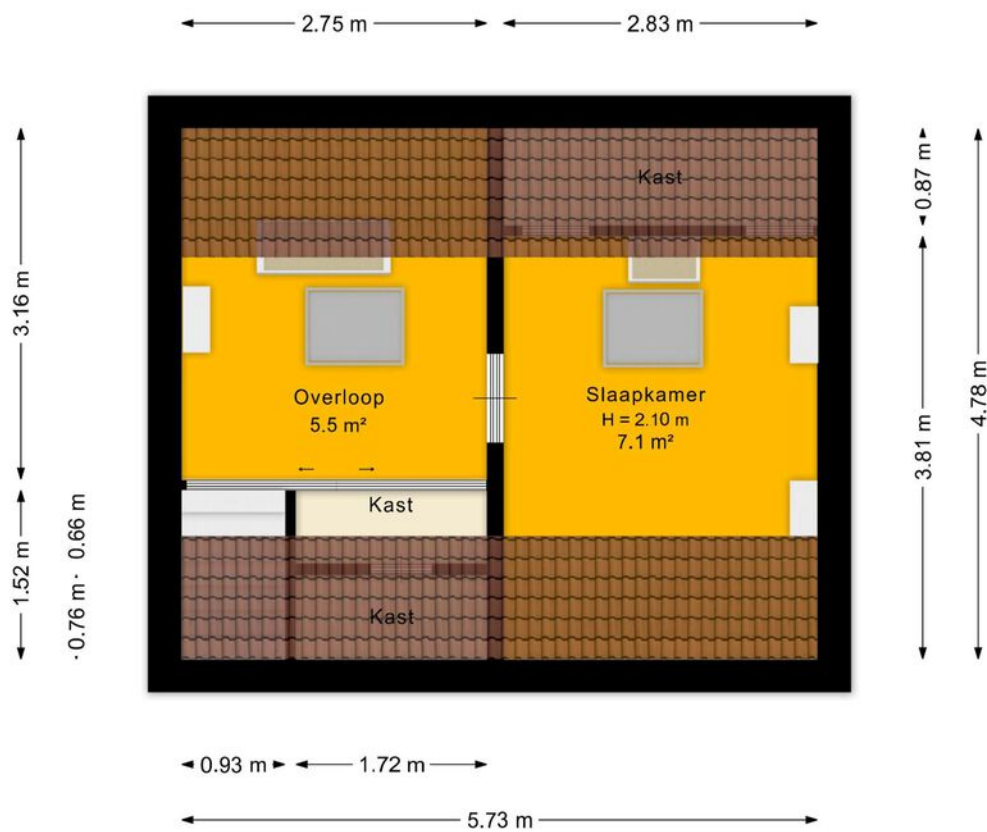 2.75 m
2.83 m
Kast
0.87 m
3.16 m
4.78 m
Overloop
5.5 m²
Slaapkamer
H = 2.10 m
7.1 m²
3.81 m
Kast
1.52 m
0.66 m
0.76 m
Kast
0.93 m
1.72 m
5.73 m